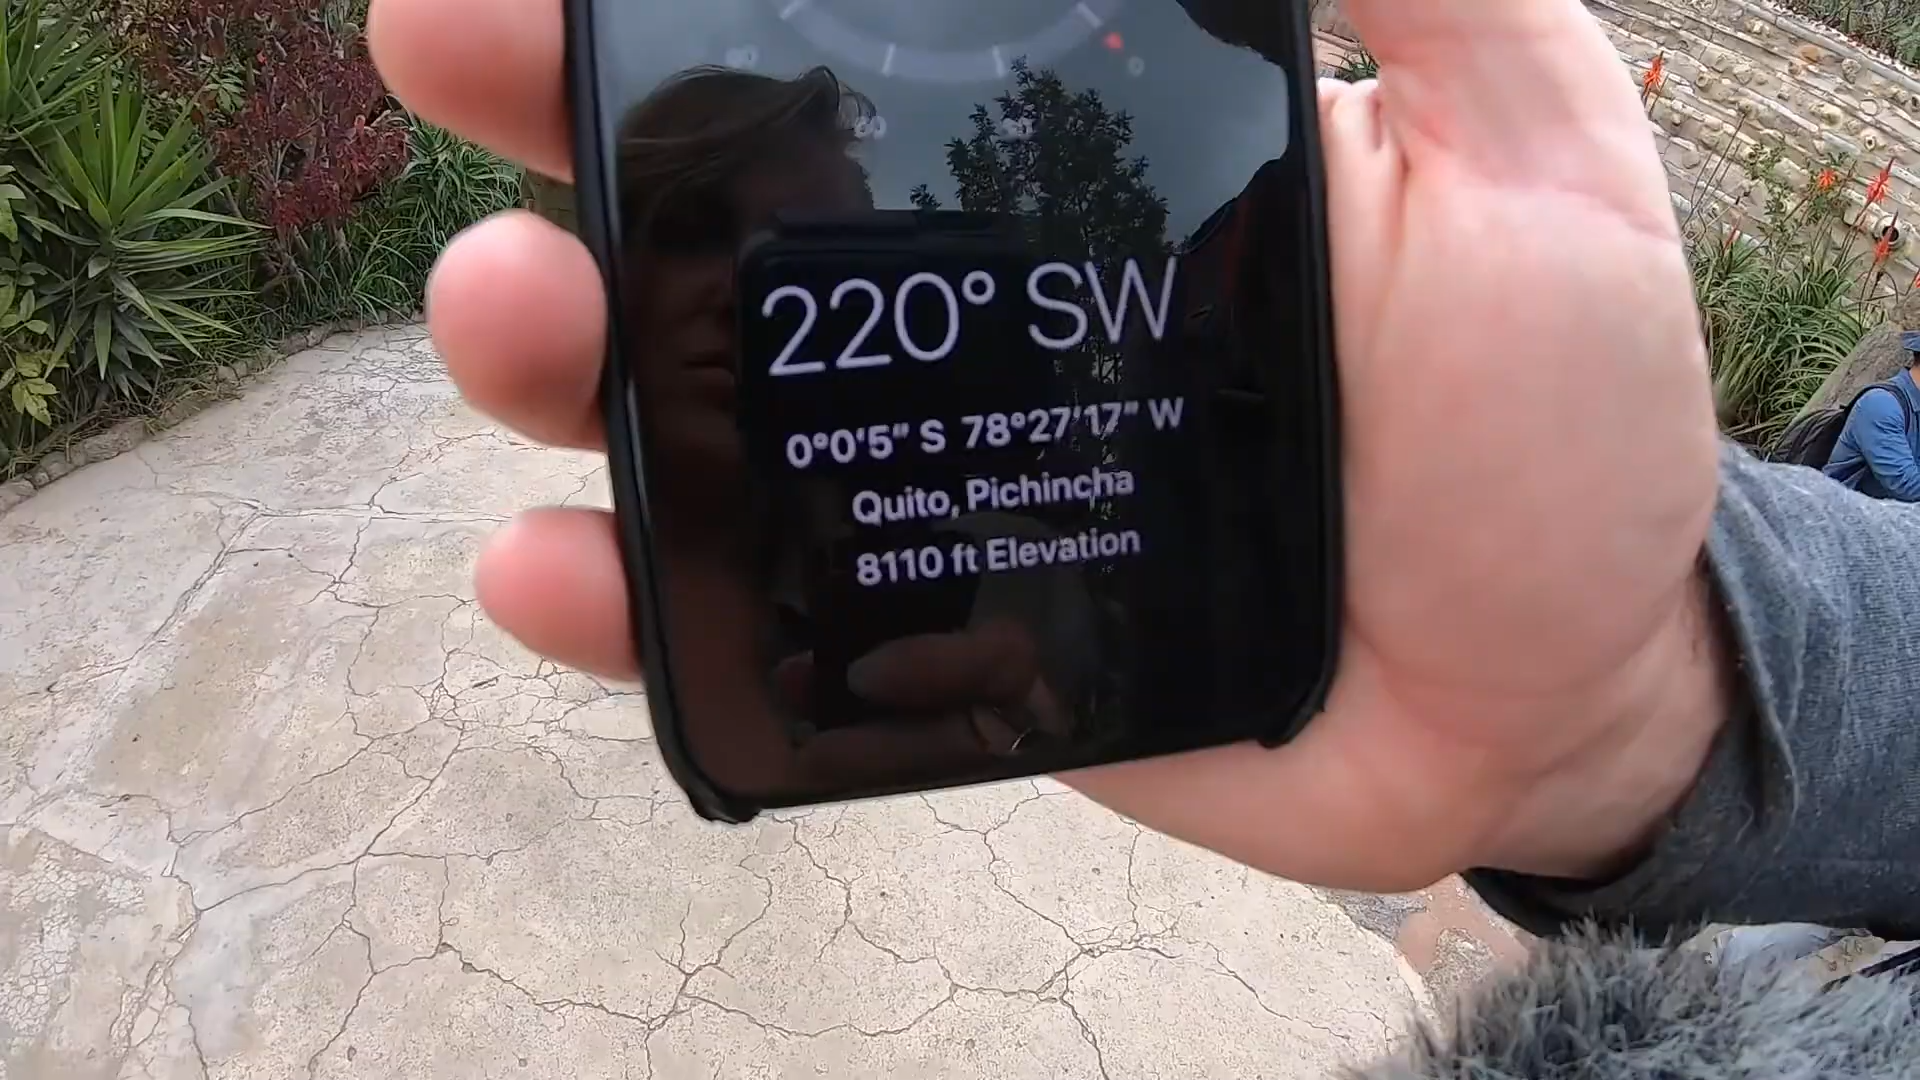 220° SW
0°0'5" S 78°27'17" W
Quito, Pichincha
8110 ft Elevation